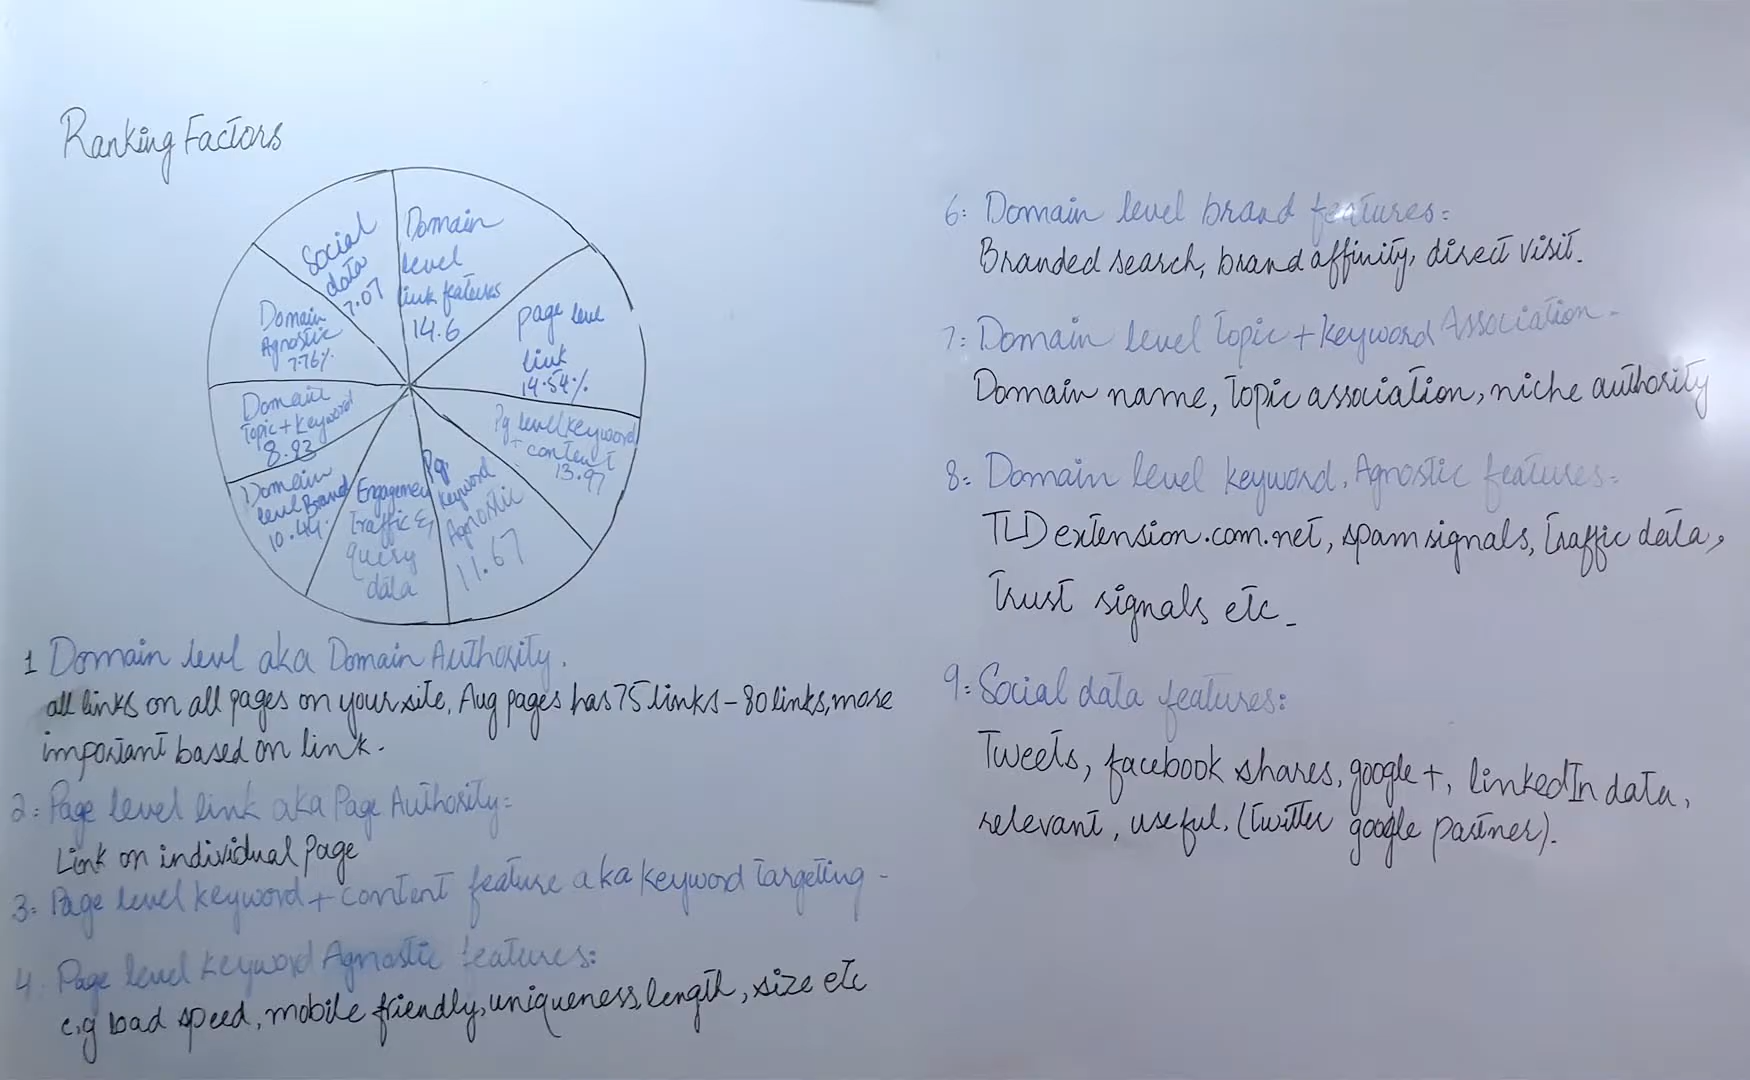 Ranking Factors
Social
data
7.07
Domain
level
link features
14.6
page level
link
14.54%
Pg level keyword
+ content
13.97
Pg
keyword
Agnostic
11.67
Engagement
Traffic &
query
data
Domain
level Brand
10.44.
Domain
Topic + Keyword
8.83
Domain
Agnostic
7.76%
1 Domain levl aka Domain Authority.
all links on all pages on your site, Aug pages has 75 links - 80 links, more
important based on link.
2: Page level link aka Page Authority:
Link on individual Page
3: Page level keyword + content feature aka keyword Targeting -
4. Page level keyword Agnostic features:
e.g load speed, mobile friendly, uniqueness, length, size etc
6: Domain level brand features:
Branded search, brand affinity, direct visit.
7: Domain level Topic + keyword Association -
Domain name, Topic association, niche authority
8: Domain level keyword, Agnostic features:
TLD extension .com .net, spam signals, traffic data,
trust signals etc -
9: Social data features:
Tweets, facebook shares, google +, linkedIn data,
relevant, useful. (twitter google partner).